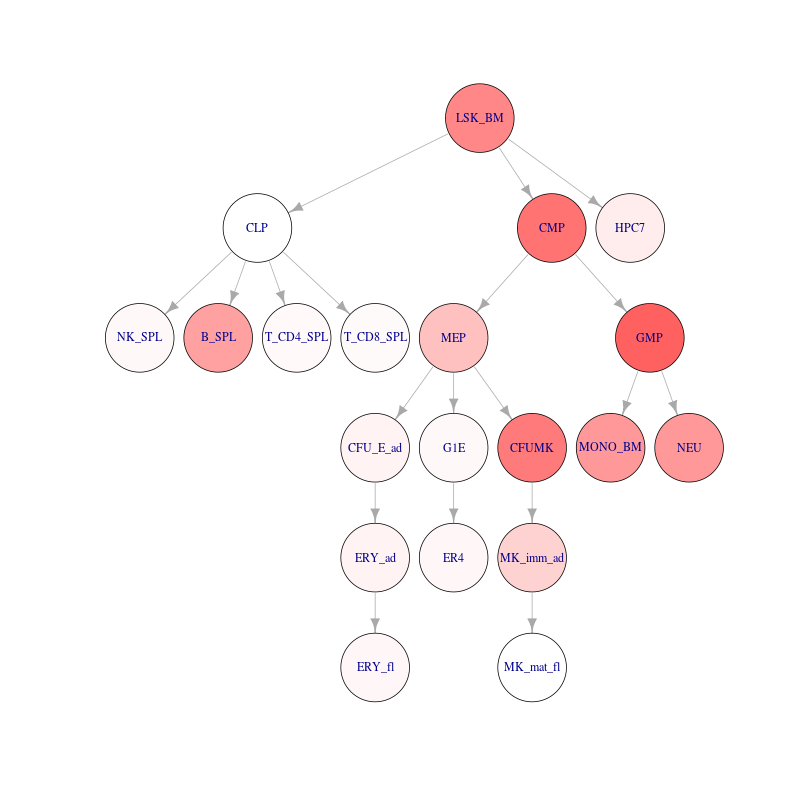 LSK_BM
CLP
CMP
HPC7
NK_SPL
B_SPL
T_CD4_SPL
T_CD8_SPL
MEP
GMP
CFU_E_ad
G1E
CFUMK
MONO_BM
NEU
ERY_ad
ER4
MK_imm_ad
ERY_fl
MK_mat_fl